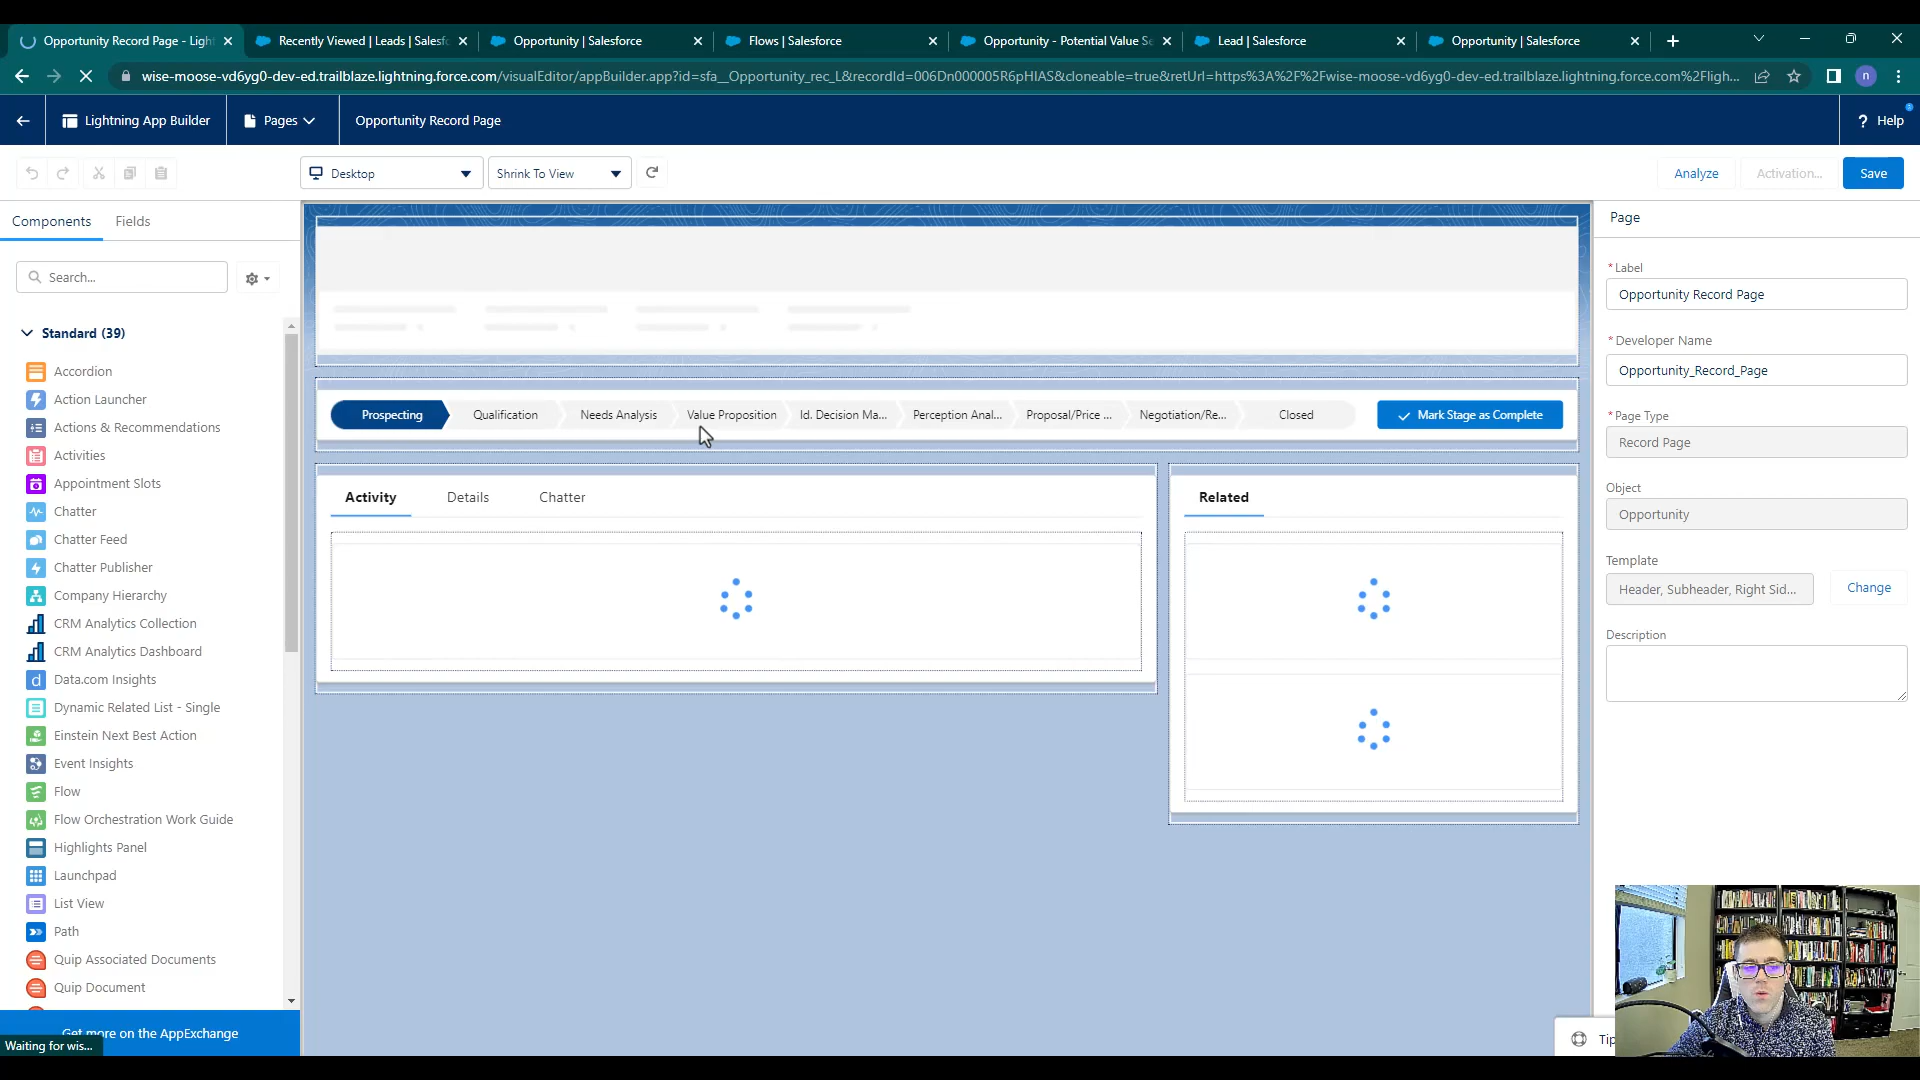 Opportunity Record Page - Light
Recently Viewed | Leads | Salesfo
Opportunity | Salesforce
Flows | Salesforce
Opportunity - Potential Value Se
Lead | Salesforce
Opportunity | Salesforce
wise-moose-vd6yg0-dev-ed.trailblaze.lightning.force.com/visualEditor/appBuilder.app?id=sfa__Opportunity_rec_L&recordId=006Dn000005R6pHIAS&cloneable=true&retUrl=https%3A%2F%2Fwise-moose-vd6yg0-dev-ed.trailblaze.lightning.force.com%2Fligh...
n
Lightning App Builder
Pages
Opportunity Record Page
? Help
Desktop
Shrink To View
Analyze
Activation...
Save
Components
Fields
Search...
Standard (39)
Accordion
Action Launcher
Actions & Recommendations
Activities
Appointment Slots
Chatter
Chatter Feed
Chatter Publisher
Company Hierarchy
CRM Analytics Collection
CRM Analytics Dashboard
Data.com Insights
Dynamic Related List - Single
Einstein Next Best Action
Event Insights
Flow
Flow Orchestration Work Guide
Highlights Panel
Launchpad
List View
Path
Quip Associated Documents
Quip Document
Get more on the AppExchange
Waiting for wis...
Prospecting
Qualification
Needs Analysis
Value Proposition
Id. Decision Ma...
Perception Anal...
Proposal/Price ...
Negotiation/Re...
Closed
Mark Stage as Complete
Activity
Details
Chatter
Related
Page
*Label
Opportunity Record Page
*Developer Name
Opportunity_Record_Page
*Page Type
Record Page
Object
Opportunity
Template
Header, Subheader, Right Sid...
Change
Description
Tip